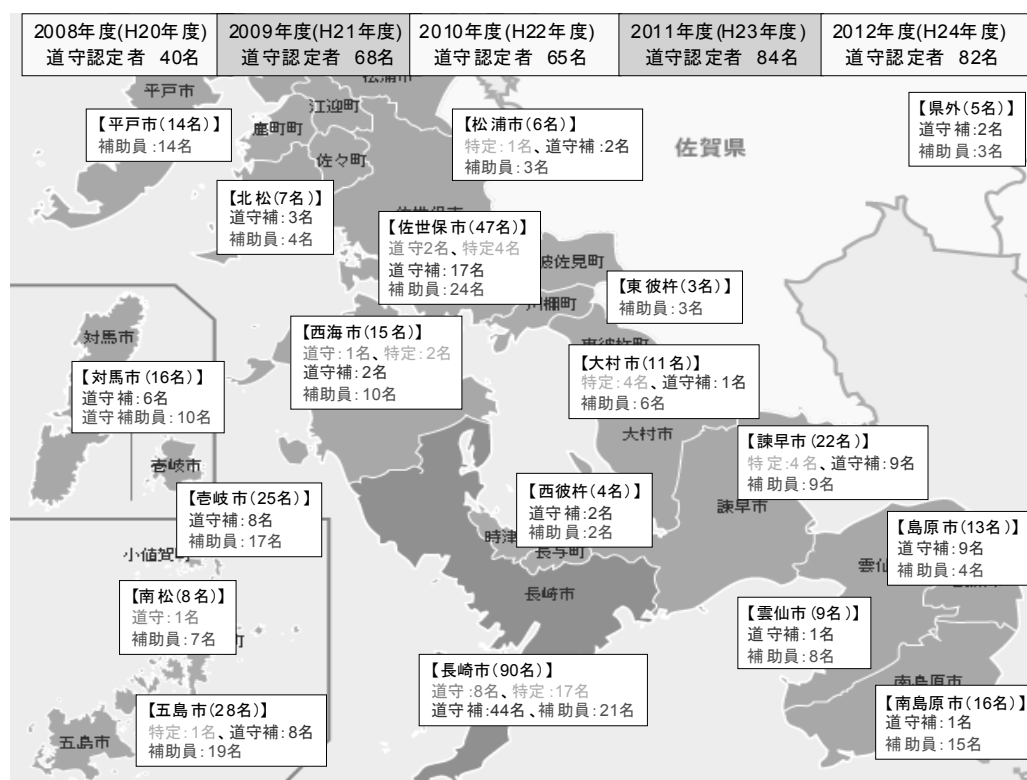 2008年度(H20年度)
道守認定者 40名
2009年度(H21年度)
道守認定者 68名
2010年度(H22年度)
道守認定者 65名
2011年度(H23年度)
道守認定者 84名
2012年度(H24年度)
道守認定者 82名
平戸市
松浦市
江迎町
鹿町町
佐々町
佐賀県
【平戸市(14名)】
補助員:14名
【松浦市(6名)】
特定:1名、道守補:2名
補助員:3名
【県外(5名)】
道守補:2名
補助員:3名
【北松(7名)】
道守補:3名
補助員:4名
佐世保市
【佐世保市(47名)】
道守2名、特定4名
道守補:17名
補助員:24名
波佐見町
川棚町
東彼杵町
【東彼杵(3名)】
補助員:3名
対馬市
【対馬市(16名)】
道守補:6名
道守補助員:10名
【西海市(15名)】
道守:1名、特定:2名
道守補:2名
補助員:10名
【大村市(11名)】
特定:4名、道守補:1名
補助員:6名
大村市
【諫早市(22名)】
特定:4名、道守補:9名
補助員:9名
諫早市
壱岐市
【壱岐市(25名)】
道守補:8名
補助員:17名
【西彼杵(4名)】
道守補:2名
補助員:2名
時津
長与町
長崎市
【島原市(13名)】
道守補:9名
補助員:4名
雲仙
小値賀町
【南松(8名)】
道守:1名
補助員:7名
町
【雲仙市(9名)】
道守補:1名
補助員:8名
【長崎市(90名)】
道守:8名、特定:17名
道守補:44名、補助員:21名
南島原市
【南島原市(16名)】
道守補:1名
補助員:15名
五島市
【五島市(28名)】
特定:1名、道守補:8名
補助員:19名